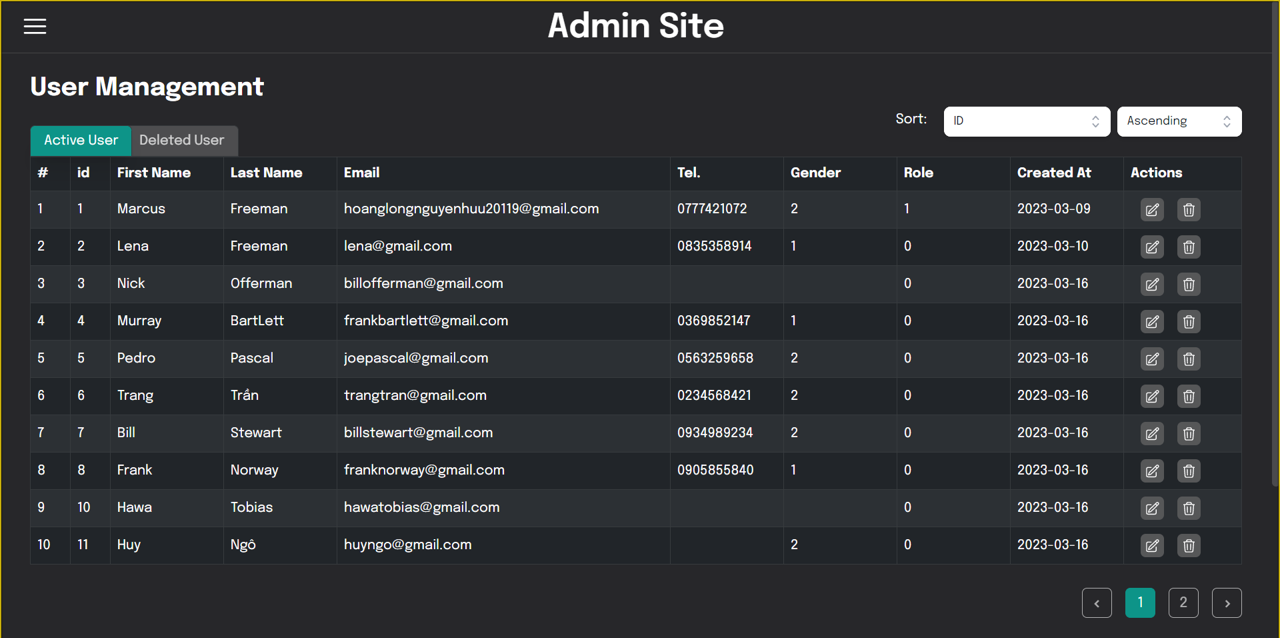 Admin Site
User Management
Sort: ID Ascending
Active User Deleted User
# id First Name Last Name Email Tel. Gender Role Created At Actions
1 1 Marcus Freeman hoanglongnguyenhuu20119@gmail.com 0777421072 2 1 2023-03-09
2 2 Lena Freeman lena@gmail.com 0835358914 1 0 2023-03-10
3 3 Nick Offerman billofferman@gmail.com 0 2023-03-16
4 4 Murray BartLett frankbartlett@gmail.com 0369852147 1 0 2023-03-16
5 5 Pedro Pascal joepascal@gmail.com 0563259658 2 0 2023-03-16
6 6 Trang Trần trangtran@gmail.com 0234568421 2 0 2023-03-16
7 7 Bill Stewart billstewart@gmail.com 0934989234 2 0 2023-03-16
8 8 Frank Norway franknorway@gmail.com 0905855840 1 0 2023-03-16
9 10 Hawa Tobias hawatobias@gmail.com 0 2023-03-16
10 11 Huy Ngô huyngo@gmail.com 2 0 2023-03-16
‹ 1 2 ›